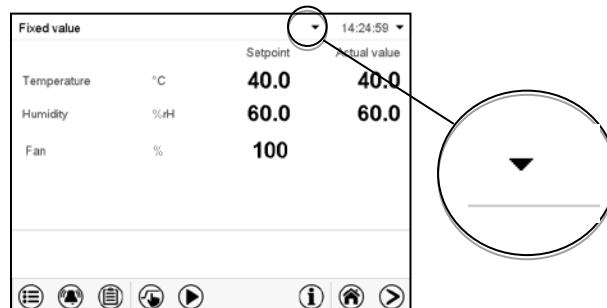 Fixed value 14:24:59
Setpoint Actual value
Temperature °C 40.0 40.0
Humidity %rH 60.0 60.0
Fan % 100
i